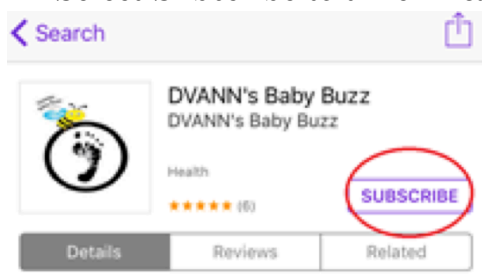 Search
DVANN's Baby Buzz
DVANN's Baby Buzz
Health
★★★★★ (6)
SUBSCRIBE
Details
Reviews
Related